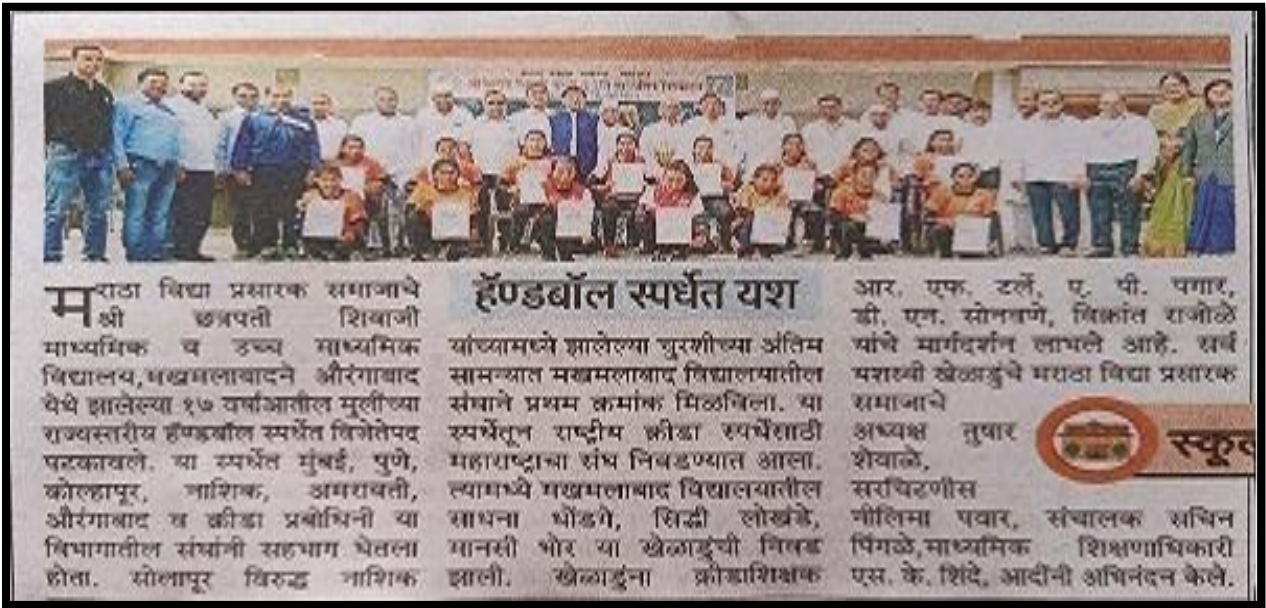 हॅण्डबॉल स्पर्धेत यश
मराठा विद्या प्रसारक समाजाचे
श्री छत्रपती शिवाजी
माध्यमिक व उच्च माध्यमिक
विद्यालय,मखमलाबादने औरंगाबाद
येथे झालेल्या १७ वर्षाआतील मुलींच्या
राज्यस्तरीय हॅण्डबॉल स्पर्धेत विजेतेपद
पटकावले. या स्पर्धेत मुंबई, पुणे,
कोल्हापूर, नाशिक, अमरावती,
औरंगाबाद व क्रीडा प्रबोधिनी या
विभागातील संघांनी सहभाग घेतला
होता. सोलापूर विरुद्ध नाशिक
यांच्यामध्ये झालेल्या चुरशीच्या अंतिम
सामन्यात मखमलाबाद विद्यालयातील
संघाने प्रथम क्रमांक मिळविला. या
स्पर्धेतून राष्ट्रीय क्रीडा स्पर्धेसाठी
महाराष्ट्राचा संघ निवडण्यात आला.
त्यामध्ये मखमलाबाद विद्यालयातील
साधना धोंडगे, सिद्धी लोखंडे,
मानसी भोर या खेळाडुंची निवड
झाली. खेळाडुंना क्रीडाशिक्षक
आर. एफ. टर्ले, ए. पी. पगार,
डी. एन. सोनवणे, विक्रांत राजोळे
यांचे मार्गदर्शन लाभले आहे. सर्व
यशस्वी खेळाडुंचे मराठा विद्या प्रसारक
समाजाचे
अध्यक्ष तुषार
शेवाळे,
सरचिटणीस
नीलिमा पवार, संचालक सचिन
पिंगळे,माध्यमिक शिक्षणाधिकारी
एस. के. शिंदे, आदींनी अभिनंदन केले.
स्कूल